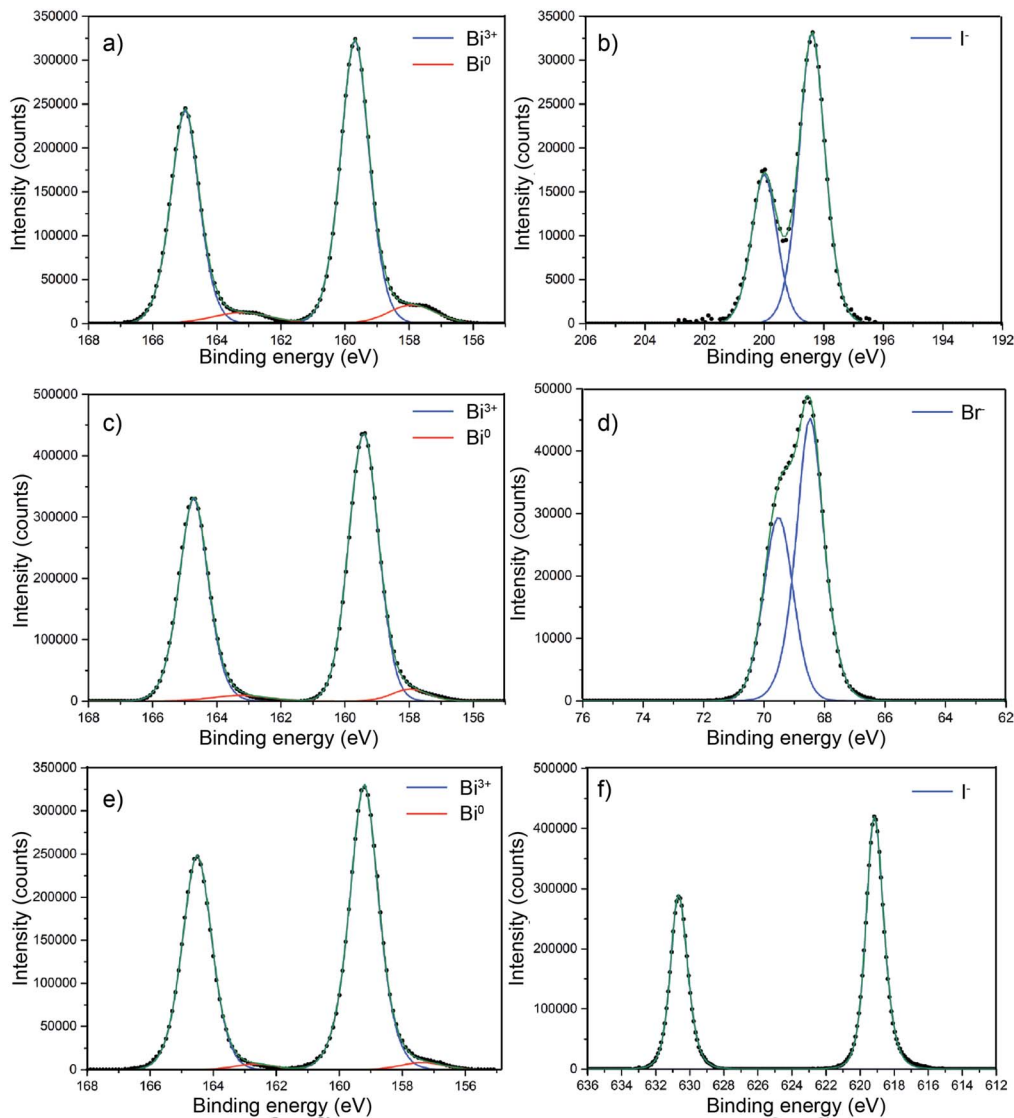 a)
Bi³⁺
Bi⁰
Intensity (counts)
350000
300000
250000
200000
150000
100000
50000
0
168 166 164 162 160 158 156
Binding energy (eV)
b)
I⁻
Intensity (counts)
35000
30000
25000
20000
15000
10000
5000
0
206 204 202 200 198 196 194 192
Binding energy (eV)
c)
Bi³⁺
Bi⁰
Intensity (counts)
500000
400000
300000
200000
100000
0
168 166 164 162 160 158 156
Binding energy (eV)
d)
Br⁻
Intensity (counts)
50000
40000
30000
20000
10000
0
76 74 72 70 68 66 64 62
Binding energy (eV)
e)
Bi³⁺
Bi⁰
Intensity (counts)
350000
300000
250000
200000
150000
100000
50000
0
168 166 164 162 160 158 156
Binding energy (eV)
f)
I⁻
Intensity (counts)
500000
400000
300000
200000
100000
0
636 634 632 630 628 626 624 622 620 618 616 614 612
Binding energy (eV)